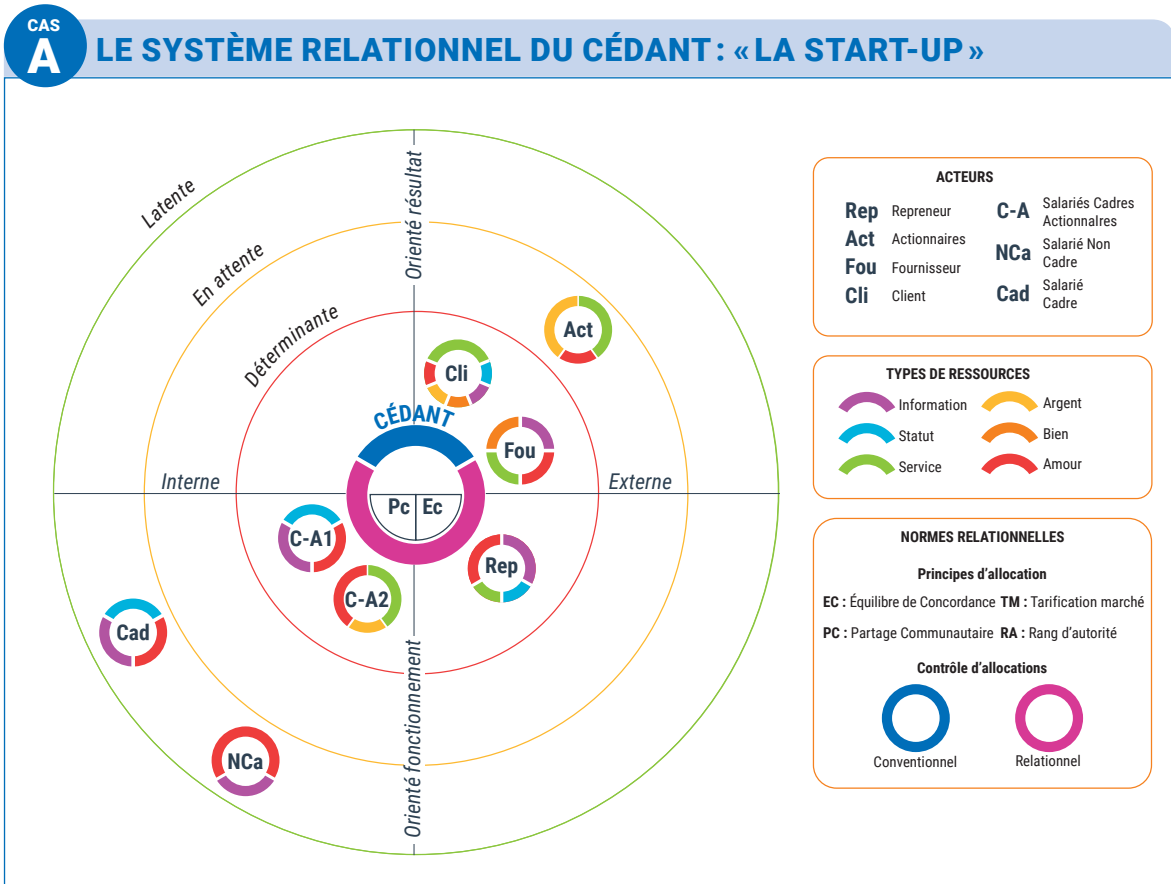 CAS
A
LE SYSTÈME RELATIONNEL DU CÉDANT : « LA START-UP »
Latente
En attente
Déterminante
Orienté résultat
Interne
Externe
Orienté fonctionnement
CÉDANT
Pc
Ec
Act
Cli
Fou
C-A1
C-A2
Rep
Cad
NCa
ACTEURS
Rep Repreneur
Act Actionnaires
Fou Fournisseur
Cli Client
C-A Salariés Cadres
ActionnaIres
NCa Salarié Non
Cadre
Cad Salarié
Cadre
TYPES DE RESSOURCES
Information
Argent
Statut
Bien
Service
Amour
NORMES RELATIONNELLES
Principes d'allocation
EC : Équilibre de Concordance TM : Tarification marché
PC : Partage Communautaire RA : Rang d'autorité
Contrôle d'allocations
Conventionnel
Relationnel